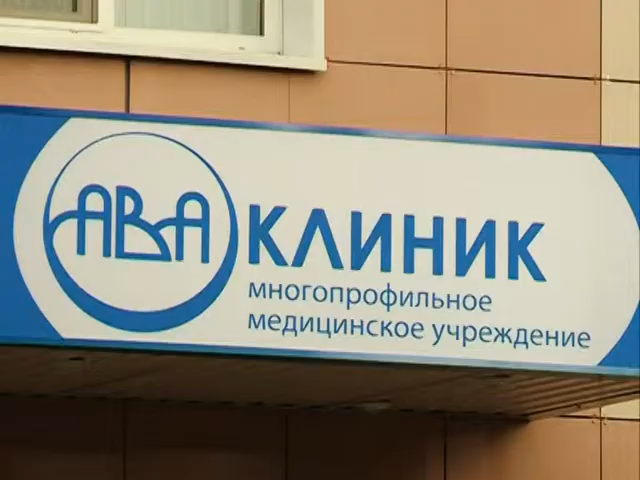 АВА КЛИНИК
многопрофильное
медицинское учреждение